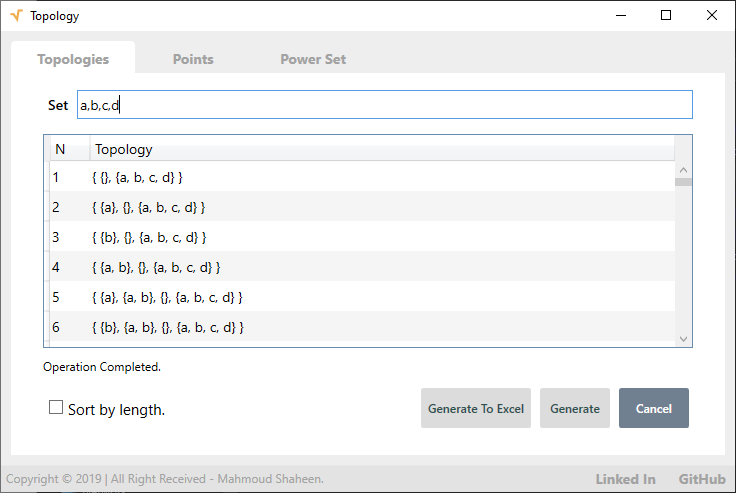 Topology
Topologies Points Power Set
Set a,b,c,d
N Topology
1 { {}, {a, b, c, d} }
2 { {a}, {}, {a, b, c, d} }
3 { {b}, {}, {a, b, c, d} }
4 { {a, b}, {}, {a, b, c, d} }
5 { {a}, {a, b}, {}, {a, b, c, d} }
6 { {b}, {a, b}, {}, {a, b, c, d} }
Operation Completed.
Sort by length. Generate To Excel Generate Cancel
Copyright © 2019 | All Right Received - Mahmoud Shaheen. Linked In GitHub